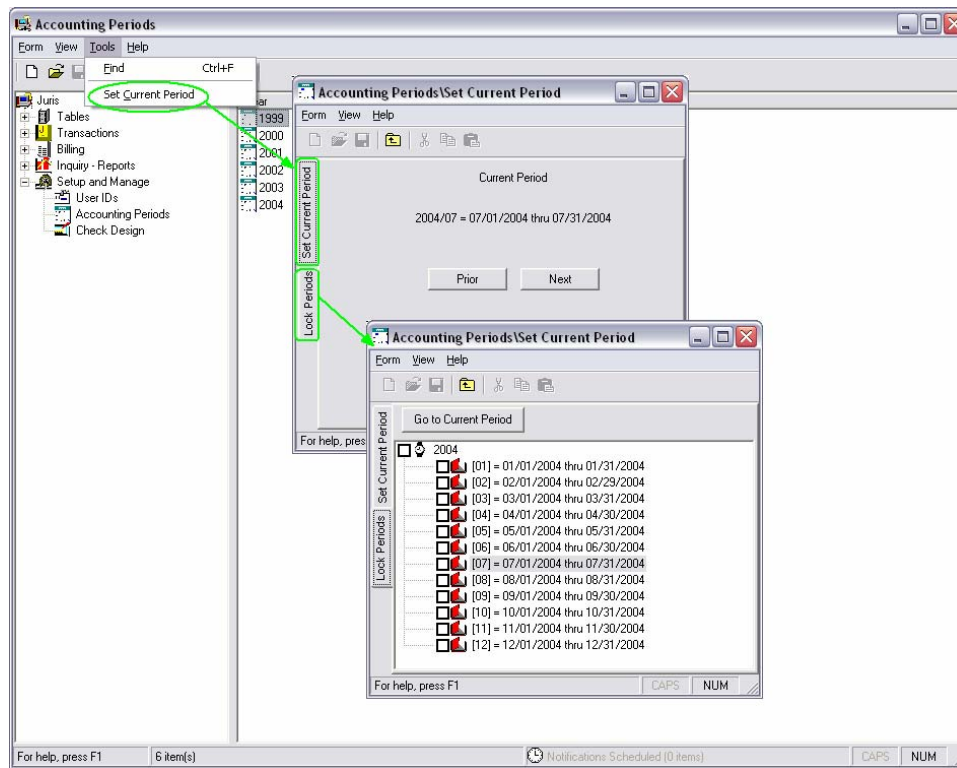 Accounting Periods
Form View Tools Help
Find Ctrl+F
Set Current Period
Juris
Tables
Transactions
Billing
Inquiry - Reports
Setup and Manage
User IDs
Accounting Periods
Check Design
1999
2000
2001
2002
2003
2004
Accounting Periods\Set Current Period
Form View Help
Set Current Period
Lock Periods
Current Period
2004/07 = 07/01/2004 thru 07/31/2004
Prior Next
For help, pres
Accounting Periods\Set Current Period
Form View Help
Set Current Period
Lock Periods
Go to Current Period
2004
[01] = 01/01/2004 thru 01/31/2004
[02] = 02/01/2004 thru 02/29/2004
[03] = 03/01/2004 thru 03/31/2004
[04] = 04/01/2004 thru 04/30/2004
[05] = 05/01/2004 thru 05/31/2004
[06] = 06/01/2004 thru 06/30/2004
[07] = 07/01/2004 thru 07/31/2004
[08] = 08/01/2004 thru 08/31/2004
[09] = 09/01/2004 thru 09/30/2004
[10] = 10/01/2004 thru 10/31/2004
[11] = 11/01/2004 thru 11/30/2004
[12] = 12/01/2004 thru 12/31/2004
For help, press F1 CAPS NUM
For help, press F1 6 item(s) Notifications Scheduled (0 items) CAPS NUM